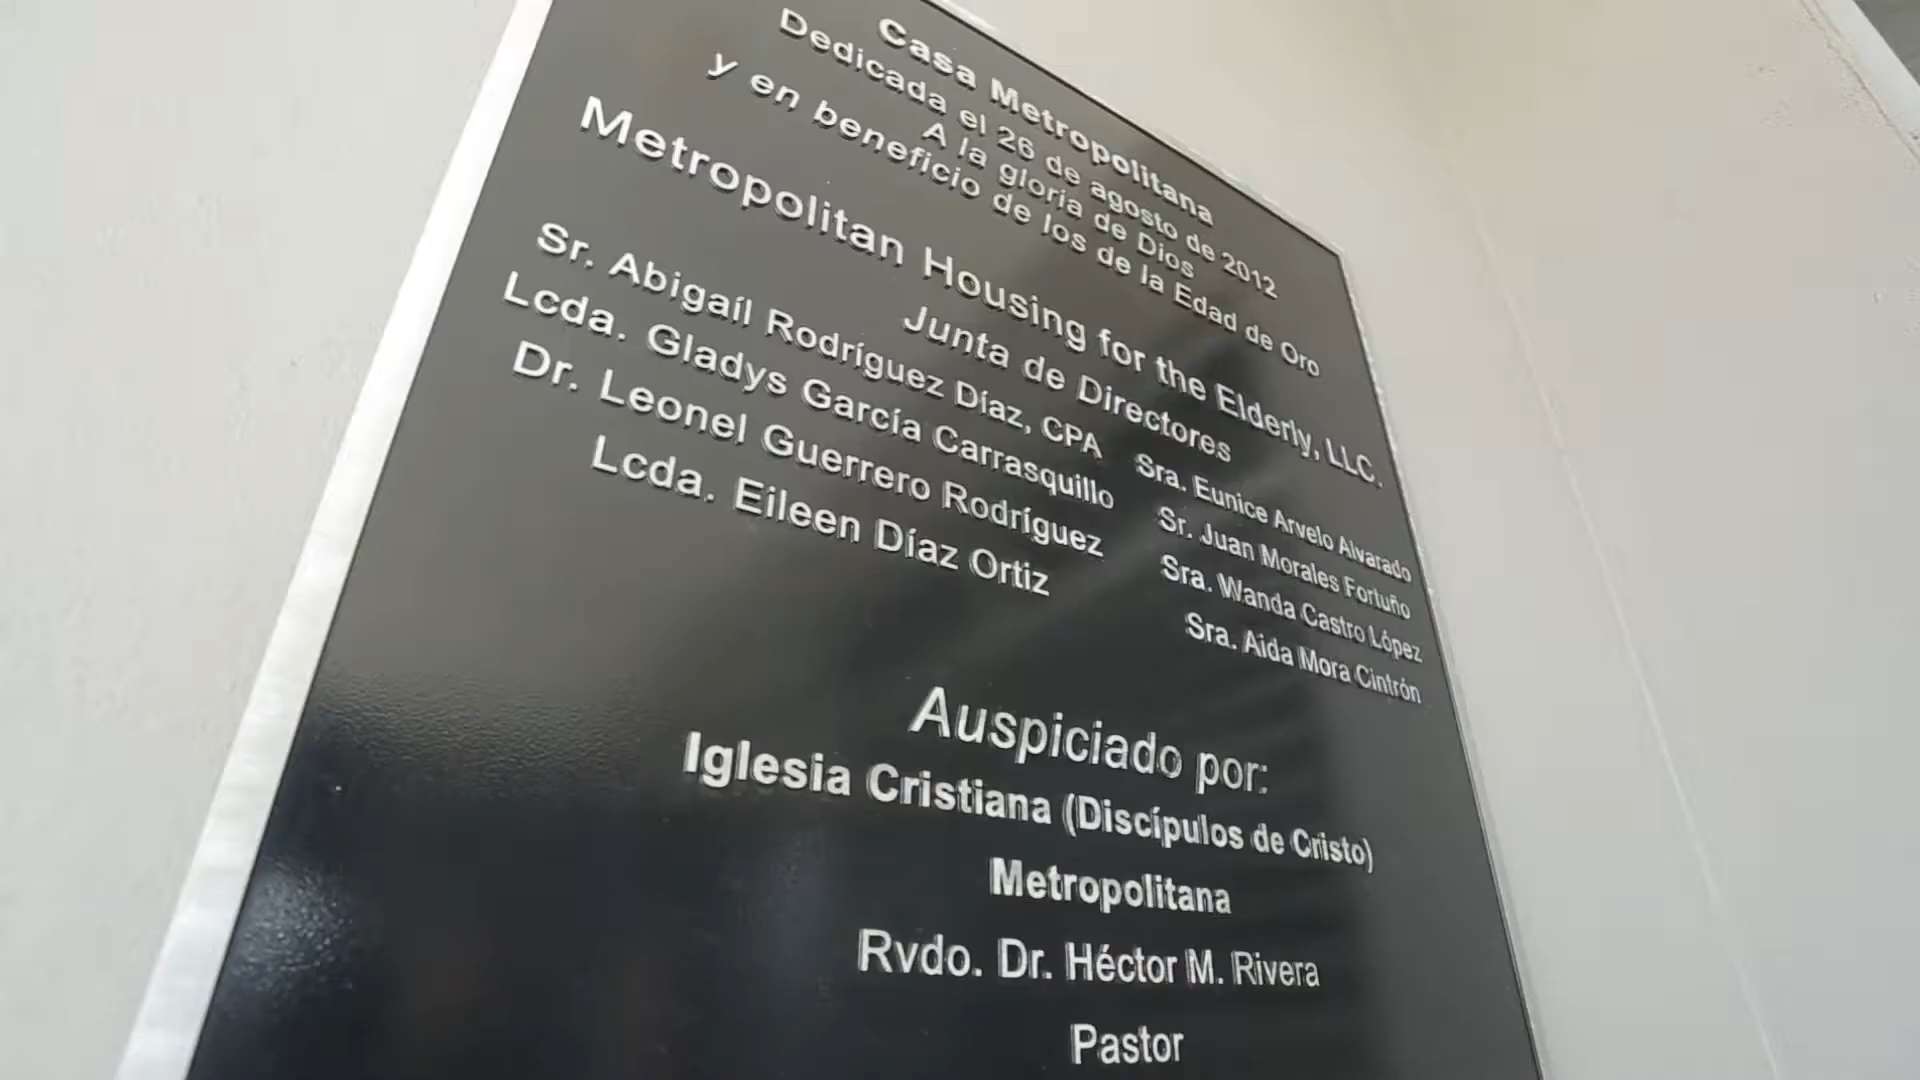 Casa Metropolitana
Dedicada el 26 de agosto de 2012
A la gloria de Dios
y en beneficio de los de la Edad de Oro
Metropolitan Housing for the Elderly, LLC.
Junta de Directores
Sr. Abigaíl Rodríguez Díaz, CPA
Lcda. Gladys García Carrasquillo
Dr. Leonel Guerrero Rodríguez
Lcda. Eileen Díaz Ortiz
Sra. Eunice Arvelo Alvarado
Sr. Juan Morales Fortuño
Sra. Wanda Castro López
Sra. Aida Mora Cintrón
Auspiciado por:
Iglesia Cristiana (Discípulos de Cristo)
Metropolitana
Rvdo. Dr. Héctor M. Rivera
Pastor